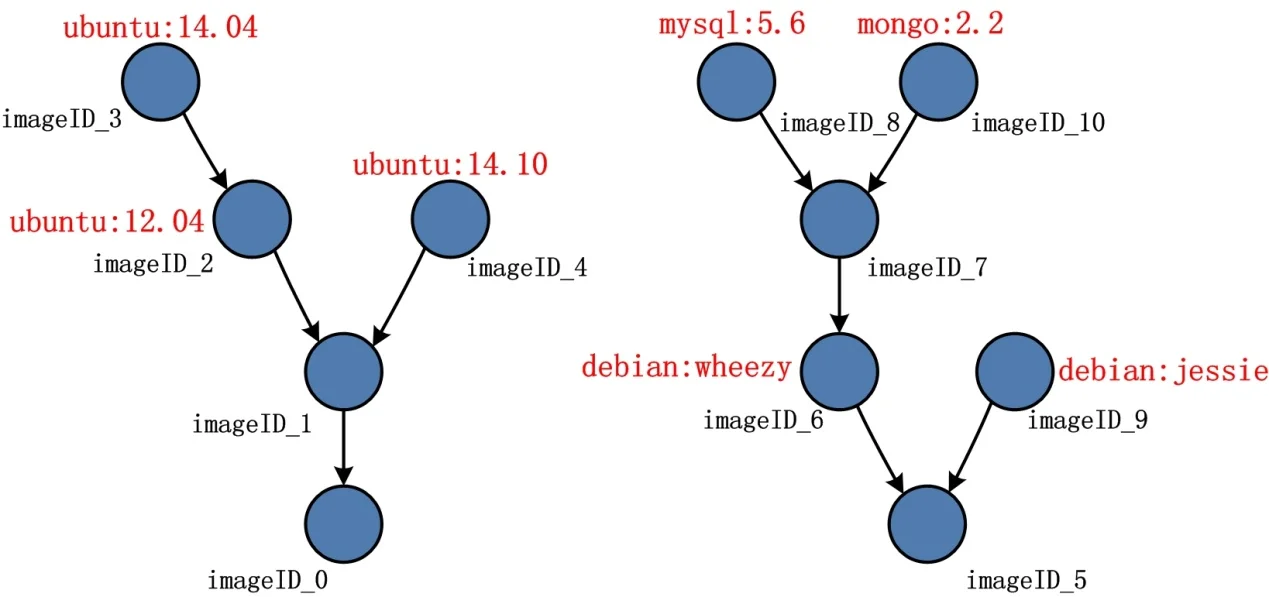 ubuntu:14.04
imageID_3
ubuntu:14.10
ubuntu:12.04
imageID_2
imageID_4
imageID_1
imageID_0
mysql:5.6
mongo:2.2
imageID_8
imageID_10
imageID_7
debian:wheezy
debian:jessie
imageID_6
imageID_9
imageID_5